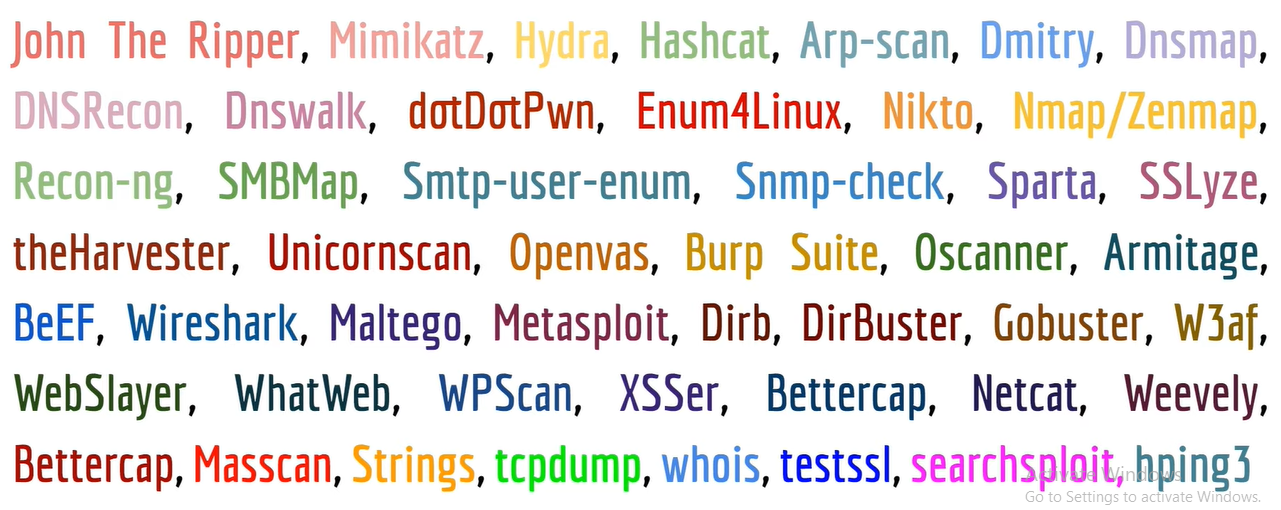 John The Ripper, Mimikatz, Hydra, Hashcat, Arp-scan, Dmitry, Dnsmap,
DNSRecon, Dnswalk, dσtDσtPwn, Enum4Linux, Nikto, Nmap/Zenmap,
Recon-ng, SMBMap, Smtp-user-enum, Snmp-check, Sparta, SSLyze,
theHarvester, Unicornscan, Openvas, Burp Suite, Oscanner, Armitage,
BeEF, Wireshark, Maltego, Metasploit, Dirb, DirBuster, Gobuster, W3af,
WebSlayer, WhatWeb, WPScan, XSSer, Bettercap, Netcat, Weevely,
Bettercap, Masscan, Strings, tcpdump, whois, testssl, searchsploit, hping3
Activate Windows
Go to Settings to activate Windows.